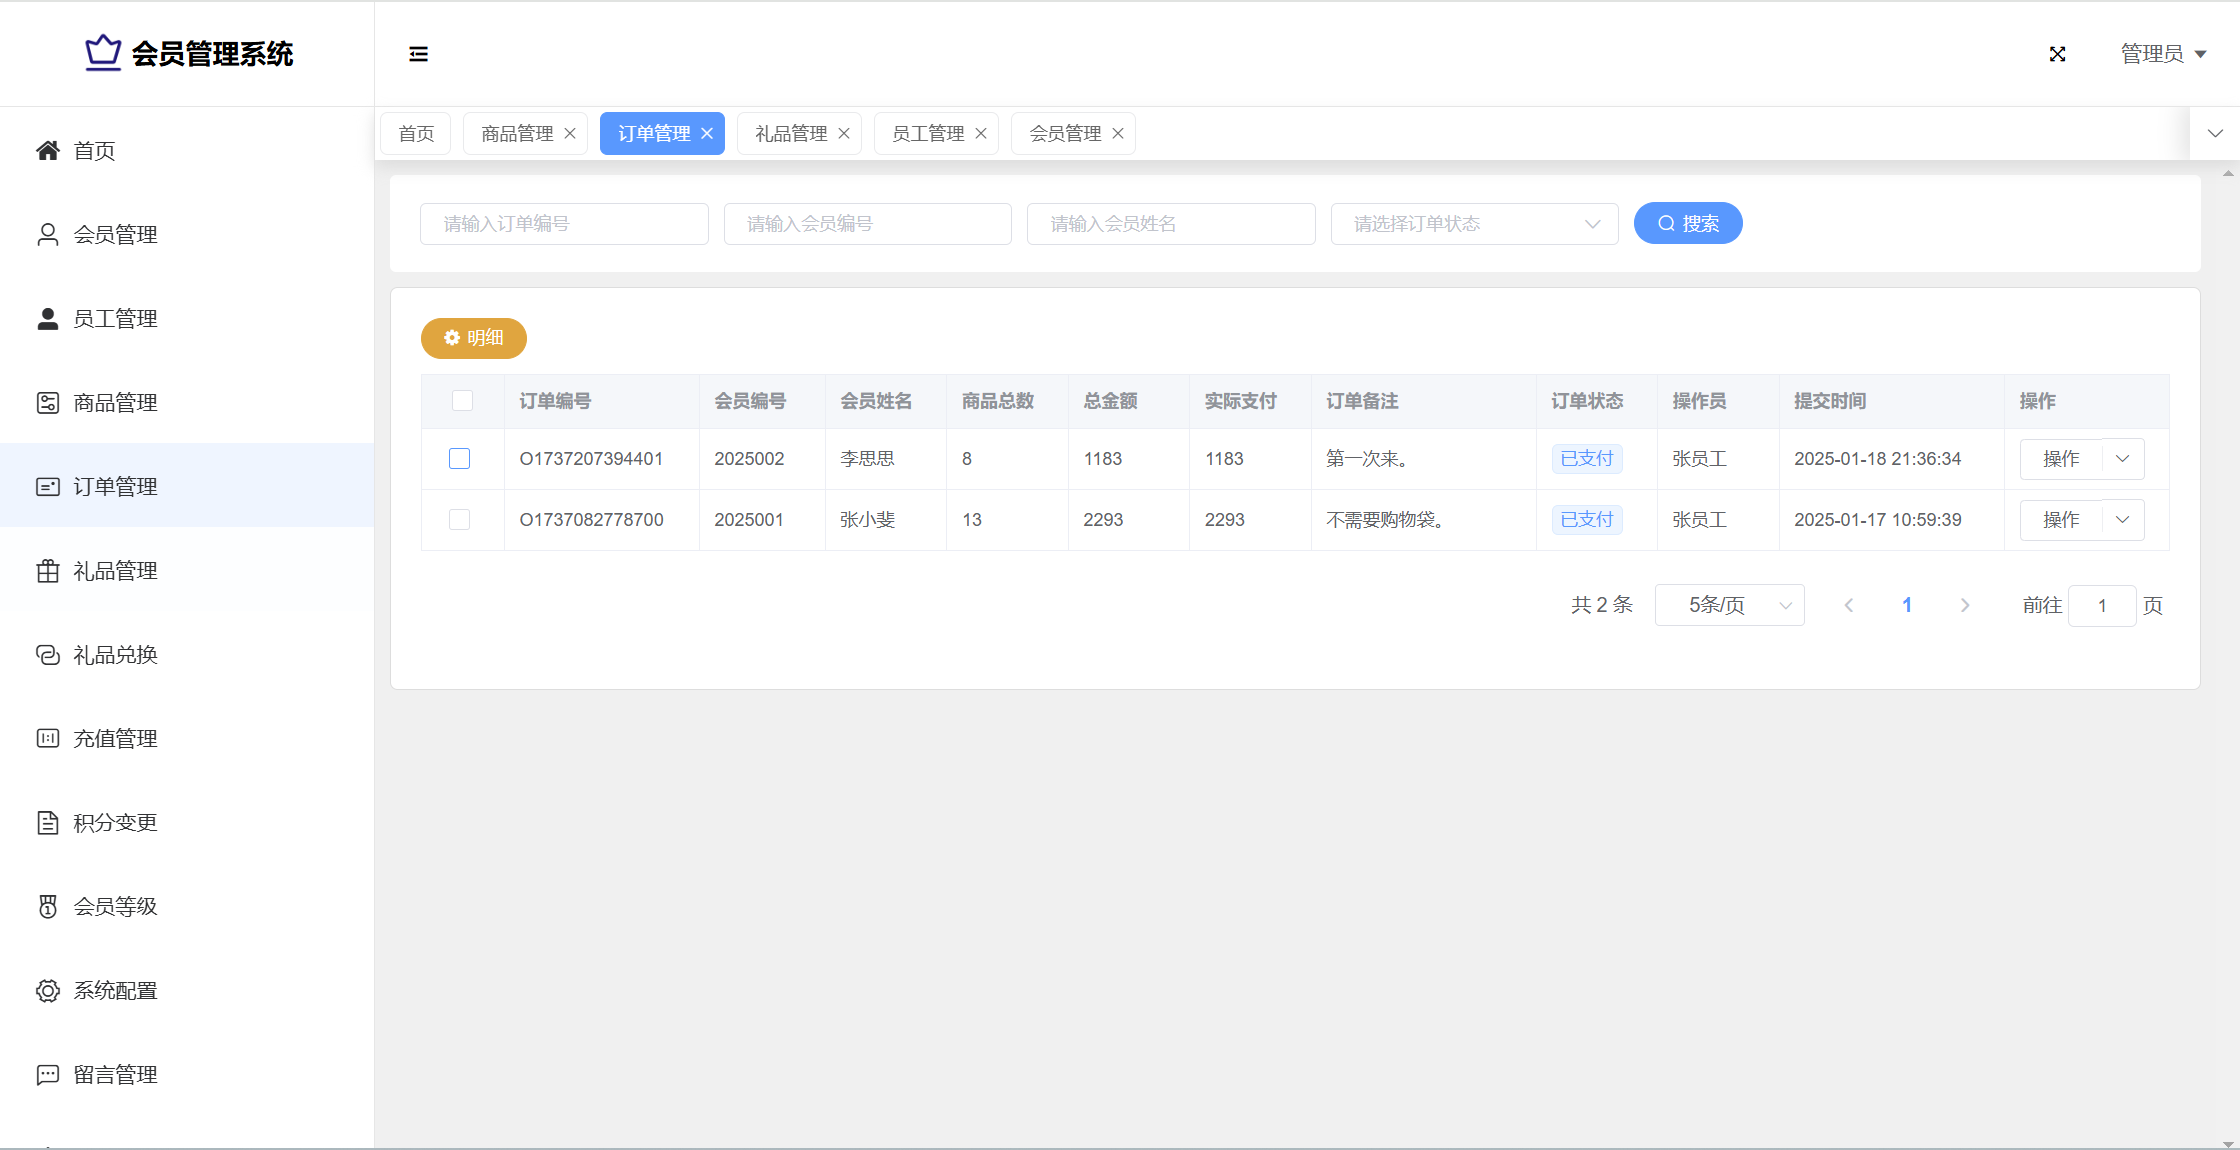 会员管理系统
管理员
首页
会员管理
员工管理
商品管理
订单管理
礼品管理
礼品兑换
充值管理
积分变更
会员等级
系统配置
留言管理
首页 商品管理 订单管理 礼品管理 员工管理 会员管理
请输入订单编号 请输入会员编号 请输入会员姓名 请选择订单状态 搜索
明细
订单编号 会员编号 会员姓名 商品总数 总金额 实际支付 订单备注 订单状态 操作员 提交时间 操作
O1737207394401 2025002 李思思 8 1183 1183 第一次来。 已支付 张员工 2025-01-18 21:36:34 操作
O1737082778700 2025001 张小斐 13 2293 2293 不需要购物袋。 已支付 张员工 2025-01-17 10:59:39 操作
共 2 条 5条/页 1 前往 1 页